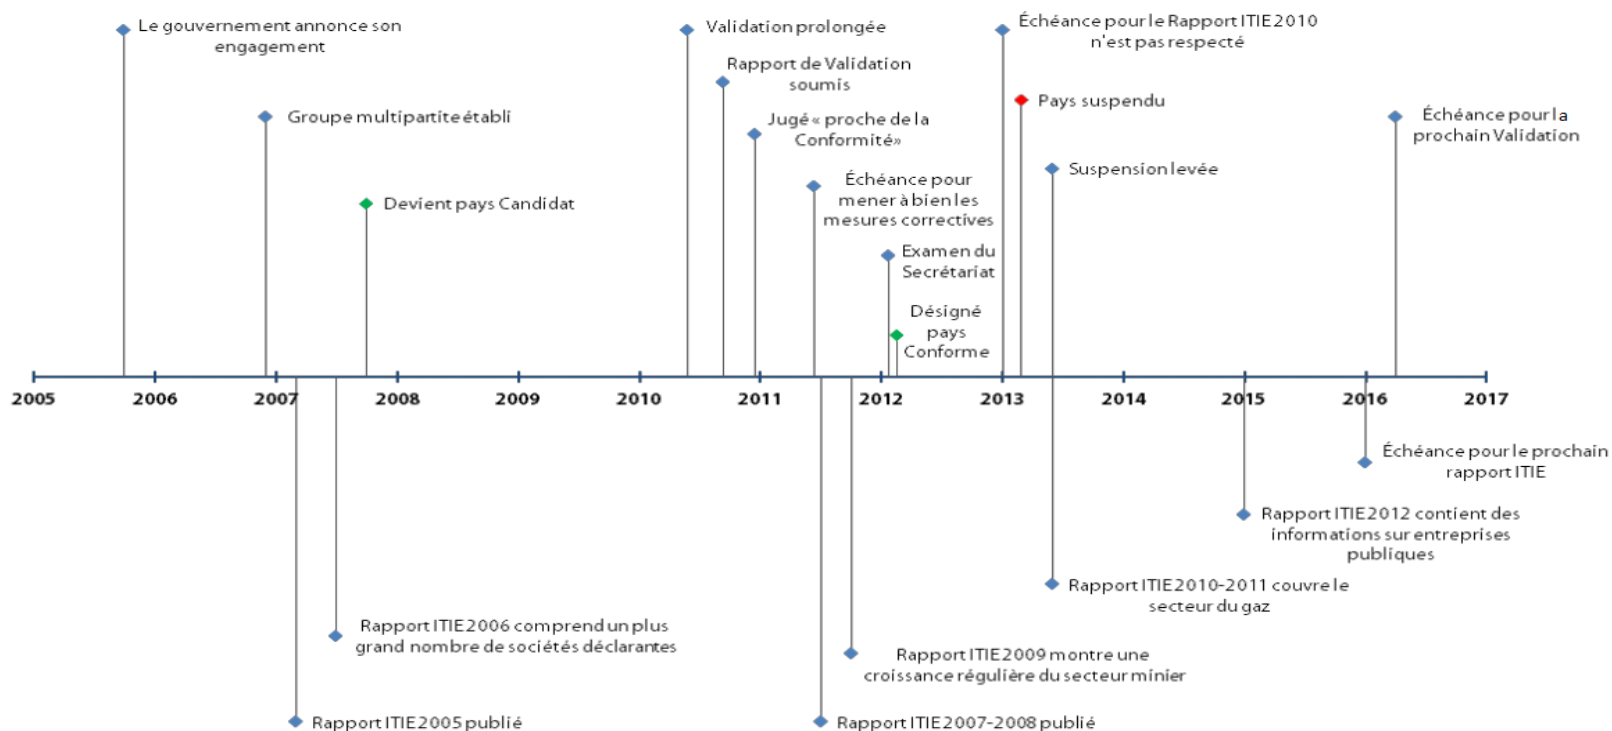 Le gouvernement annonce son
engagement
Groupe multipartite établi
Devient pays Candidat
Validation prolongée
Rapport de Validation
soumis
Jugé « proche de la
Conformité»
Échéance pour
mener à bien les
mesures correctives
Examen du
Secrétariat
Désigné
pays
Conforme
Échéance pour le Rapport ITIE 2010
n'est pas respecté
Pays suspendu
Suspension levée
Échéance pour la
prochain Validation
2005 2006 2007 2008 2009 2010 2011 2012 2013 2014 2015 2016 2017
Échéance pour le prochain
rapport ITIE
Rapport ITIE 2012 contient des
informations sur entreprises
publiques
Rapport ITIE 2010-2011 couvre le
secteur du gaz
Rapport ITIE 2006 comprend un plus
grand nombre de sociétés déclarantes
Rapport ITIE 2009 montre une
croissance régulière du secteur minier
Rapport ITIE 2005 publié
Rapport ITIE 2007-2008 publié